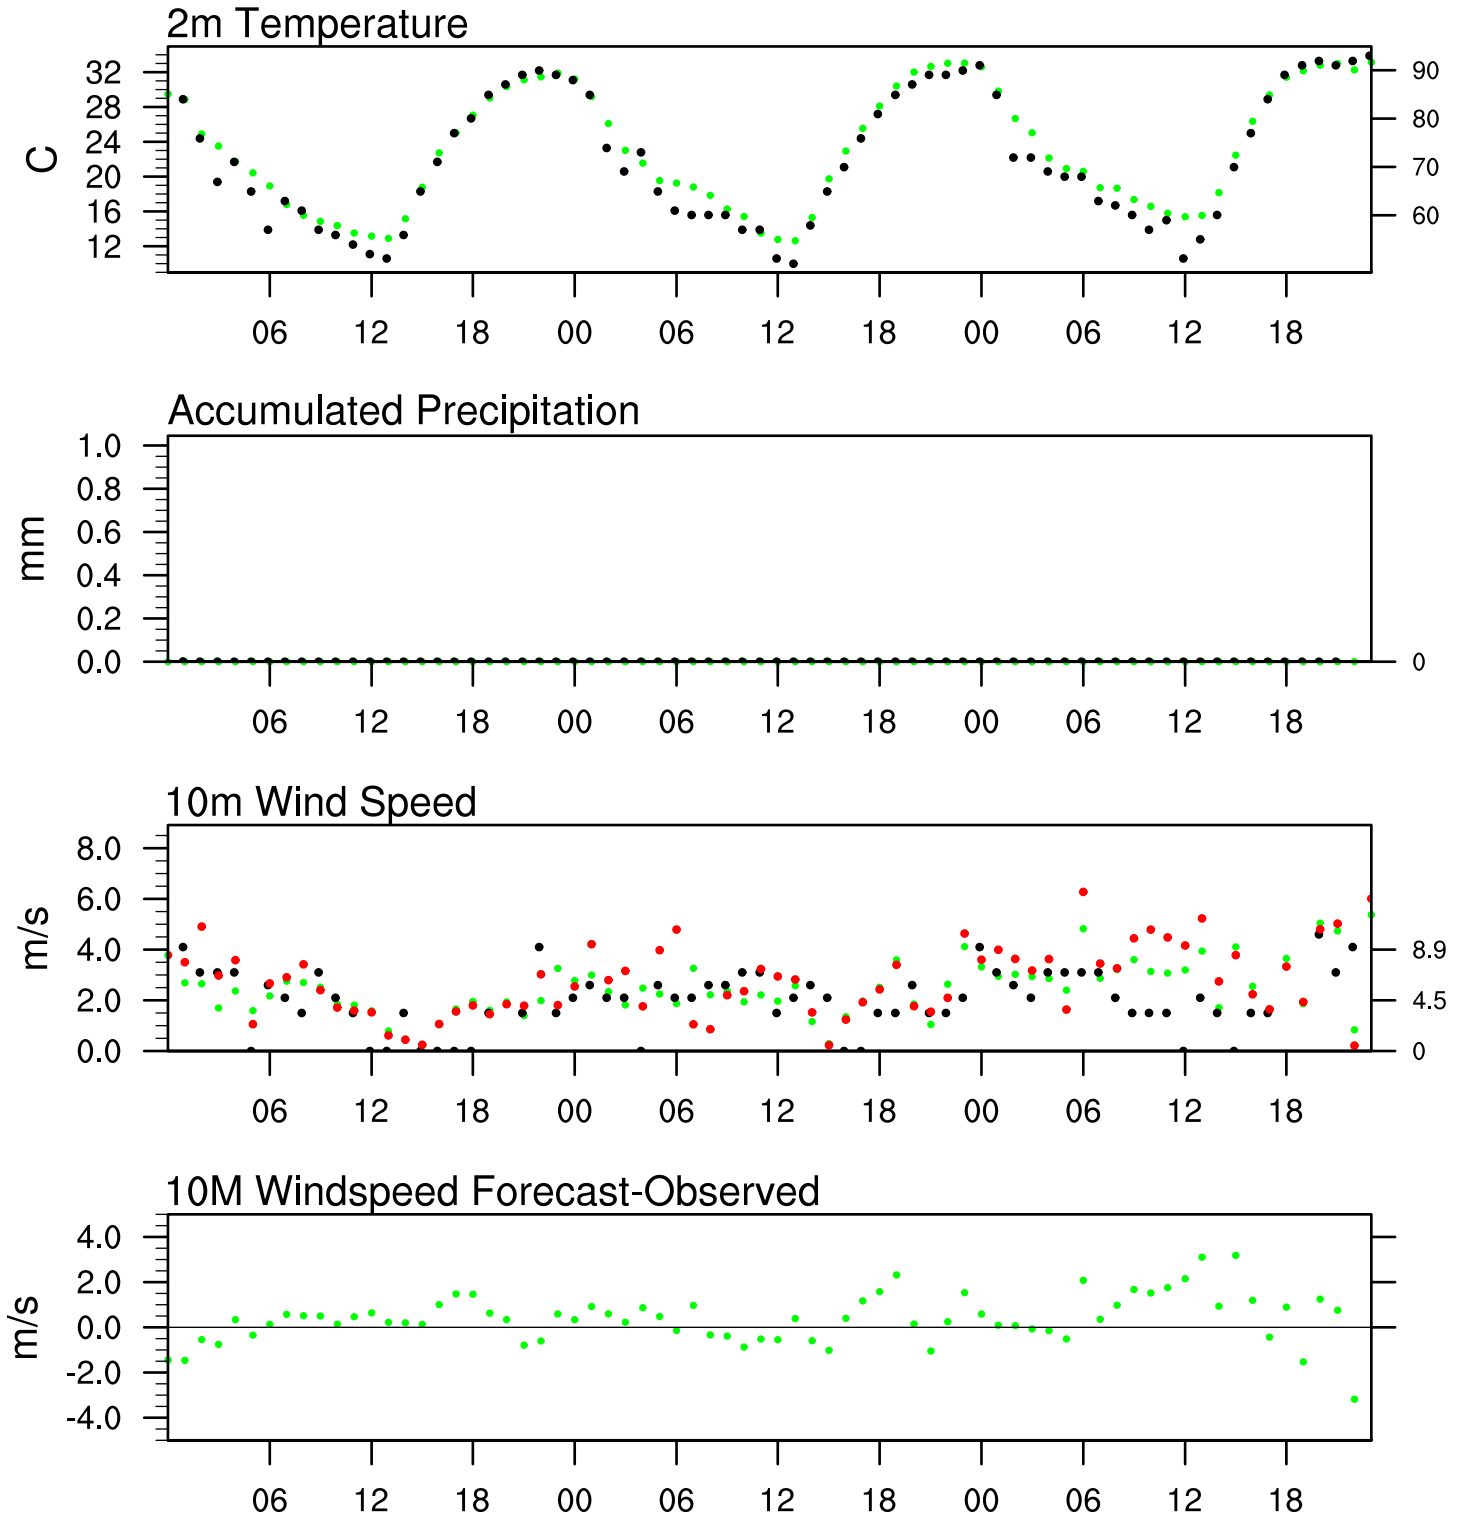 2m Temperature
32
28
24
20
16
12
C
90
80
70
60
06 12 18 00 06 12 18 00 06 12 18
Accumulated Precipitation
1.0
0.8
0.6
0.4
0.2
0.0
mm
0
06 12 18 00 06 12 18 00 06 12 18
10m Wind Speed
8.0
6.0
4.0
2.0
0.0
m/s
8.9
4.5
0
06 12 18 00 06 12 18 00 06 12 18
10M Windspeed Forecast-Observed
4.0
2.0
0.0
-2.0
-4.0
m/s
06 12 18 00 06 12 18 00 06 12 18